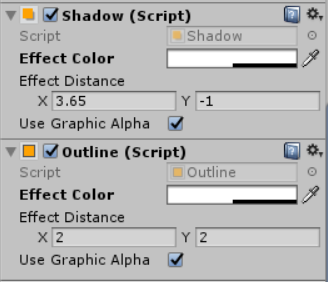 Shadow (Script)
Script Shadow
Effect Color
Effect Distance
X 3.65 Y -1
Use Graphic Alpha
Outline (Script)
Script Outline
Effect Color
Effect Distance
X 2 Y 2
Use Graphic Alpha